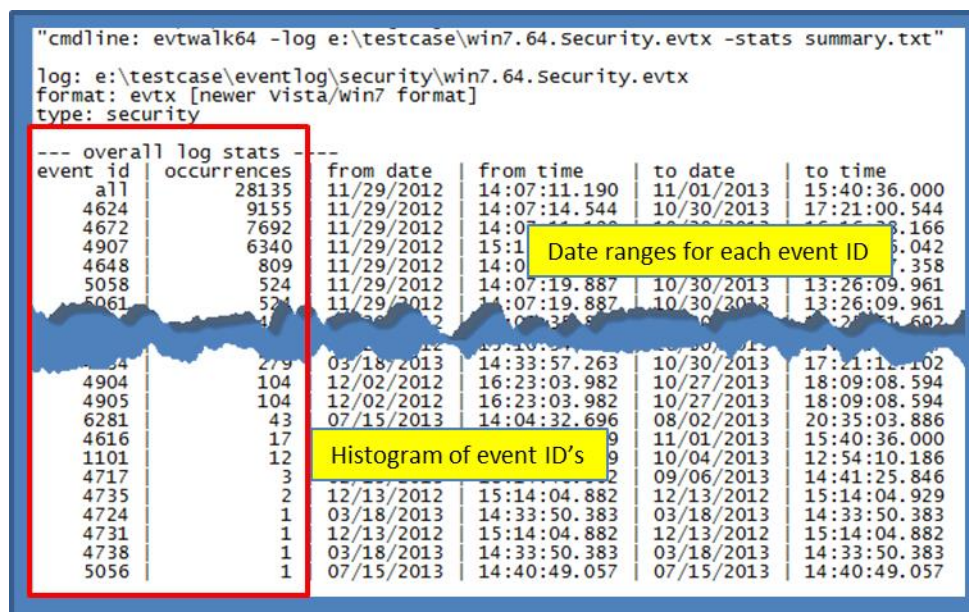 "cmdline: evtwalk64 -log e:\testcase\win7.64.Security.evtx -stats summary.txt"
log: e:\testcase\eventlog\security\win7.64.Security.evtx
format: evtx [newer Vista/Win7 format]
type: security
--- overall log stats ----
event id | occurrences | from date | from time | to date | to time
all | 28135 | 11/29/2012 | 14:07:11.190 | 11/01/2013 | 15:40:36.000
4624 | 9155 | 11/29/2012 | 14:07:14.544 | 10/30/2013 | 17:21:00.544
4672 | 7692 | 11/29/2012
4907 | 6340 | 11/29/2012
Date ranges for each event ID
4648 | 809 | 11/29/2012
5058 | 524 | 11/29/2012 | 14:07:19.887 | 10/30/2013 | 13:26:09.961
5061 | 524 | 11/29/2012 | 14:07:19.887 | 10/30/2013 | 13:26:09.961
279 | 03/18/2013 | 14:33:57.263 | 10/30/2013 | 17:21:12.102
4904 | 104 | 12/02/2012 | 16:23:03.982 | 10/27/2013 | 18:09:08.594
4905 | 104 | 12/02/2012 | 16:23:03.982 | 10/27/2013 | 18:09:08.594
6281 | 43 | 07/15/2013 | 14:04:32.696 | 08/02/2013 | 20:35:03.886
4616 | 17 | 11/01/2013 | 15:40:36.000
Histogram of event ID's
1101 | 12 | 10/04/2013 | 12:54:10.186
4717 | 3 | 09/06/2013 | 14:41:25.846
4735 | 2 | 12/13/2012 | 15:14:04.882 | 12/13/2012 | 15:14:04.929
4724 | 1 | 03/18/2013 | 14:33:50.383 | 03/18/2013 | 14:33:50.383
4731 | 1 | 12/13/2012 | 15:14:04.882 | 12/13/2012 | 15:14:04.882
4738 | 1 | 03/18/2013 | 14:33:50.383 | 03/18/2013 | 14:33:50.383
5056 | 1 | 07/15/2013 | 14:40:49.057 | 07/15/2013 | 14:40:49.057